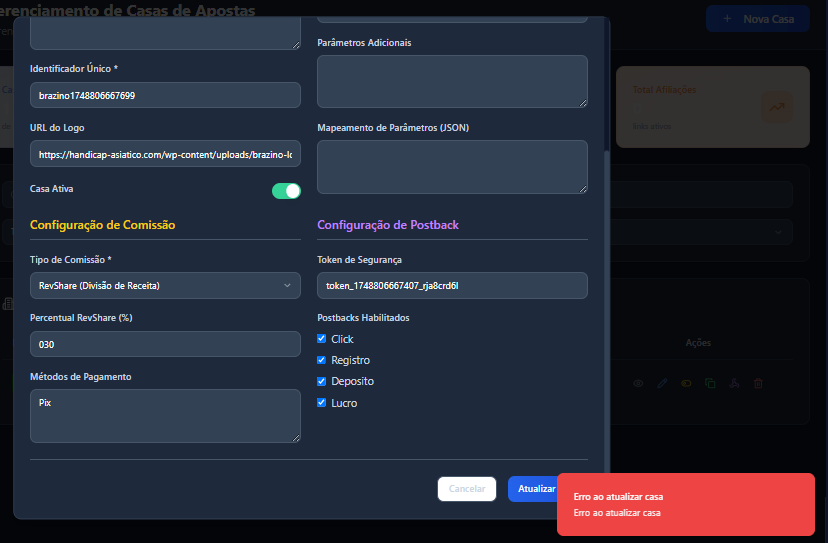 erenciamento de Casas de Apostas
+ Nova Casa
Parâmetros Adicionais
Total Afiliações
Identificador Único *
brazino1748806667699
URL do Logo
Mapeamento de Parâmetros (JSON)
https://handicap-asiatico.com/wp-content/uploads/brazino-lo
Casa Ativa
Configuração de Comissão
Configuração de Postback
Tipo de Comissão *
Token de Segurança
RevShare (Divisão de Receita)
token_1748806667407_rja8crd6l
Percentual RevShare (%)
Postbacks Habilitados
030
Click
Ações
Registro
Métodos de Pagamento
Deposito
Pix
Lucro
Cancelar
Atualizar
Erro ao atualizar casa
Erro ao atualizar casa